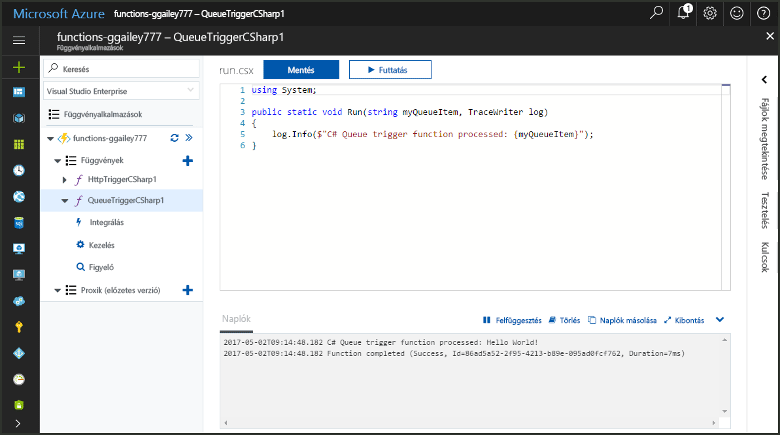 Microsoft Azure functions-ggailey777 – QueueTriggerCSharp1
1
functions-ggailey777 – QueueTriggerCSharp1
Függvényalkalmazások
Keresés
Visual Studio Enterprise
Függvényalkalmazások
functions-ggailey777
Függvények
HttpTriggerCSharp1
QueueTriggerCSharp1
Integrálás
Kezelés
Figyelő
Proxik (előzetes verzió)
run.csx Mentés Futtatás
1 using System;
2
3 public static void Run(string myQueueItem, TraceWriter log)
4 {
5 log.Info($"C# Queue trigger function processed: {myQueueItem}");
6 }
Naplók Felfüggesztés Törlés Naplók másolása Kibontás
2017-05-02T09:14:48.182 C# Queue trigger function processed: Hello World!
2017-05-02T09:14:48.182 Function completed (Success, Id=86ad5a52-2f95-4213-b89e-095ad0fcf762, Duration=7ms)
Fájlok megtekintése
Tesztelés
Kulcsok